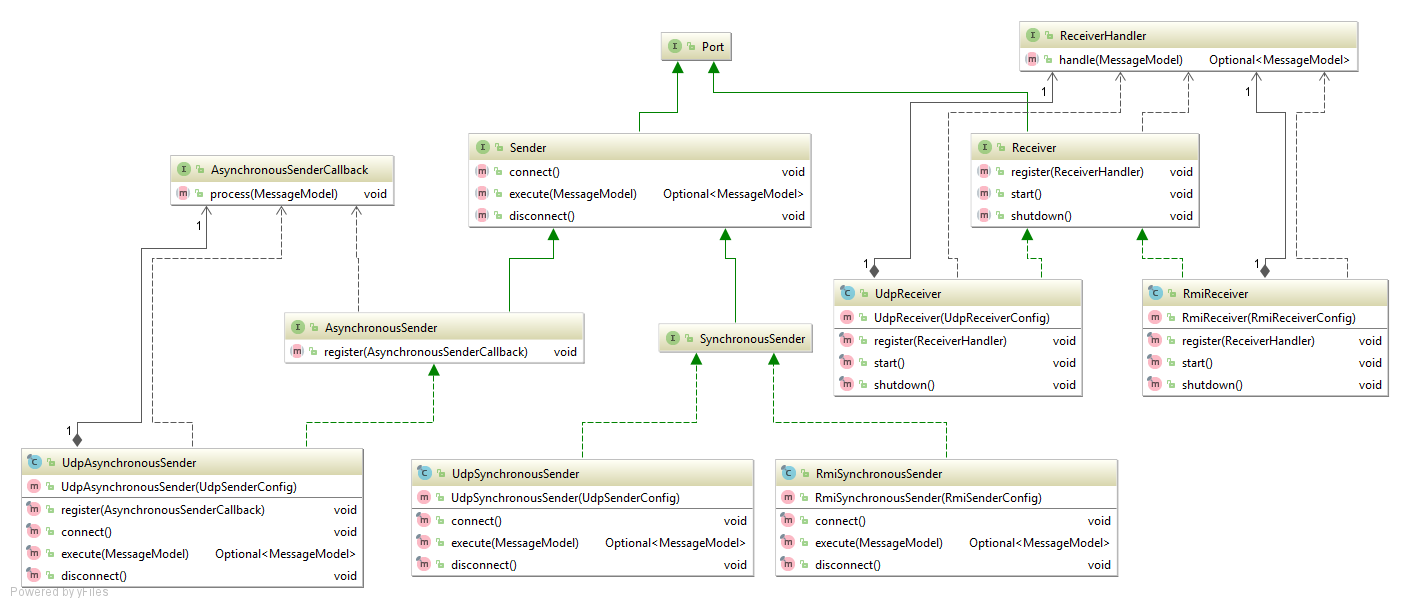 Port
ReceiverHandler
handle(MessageModel) Optional<MessageModel>
1
1
Sender
connect() void
execute(MessageModel) Optional<MessageModel>
disconnect() void
Receiver
register(ReceiverHandler) void
start() void
shutdown() void
AsynchronousSenderCallback
process(MessageModel) void
1
1
1
UdpReceiver
UdpReceiver(UdpReceiverConfig)
register(ReceiverHandler) void
start() void
shutdown() void
RmiReceiver
RmiReceiver(RmiReceiverConfig)
register(ReceiverHandler) void
start() void
shutdown() void
AsynchronousSender
register(AsynchronousSenderCallback) void
SynchronousSender
1
UdpAsynchronousSender
UdpAsynchronousSender(UdpSenderConfig)
register(AsynchronousSenderCallback) void
connect() void
execute(MessageModel) Optional<MessageModel>
disconnect() void
UdpSynchronousSender
UdpSynchronousSender(UdpSenderConfig)
connect() void
execute(MessageModel) Optional<MessageModel>
disconnect() void
RmiSynchronousSender
RmiSynchronousSender(RmiSenderConfig)
connect() void
execute(MessageModel) Optional<MessageModel>
disconnect() void
Powered by yFiles